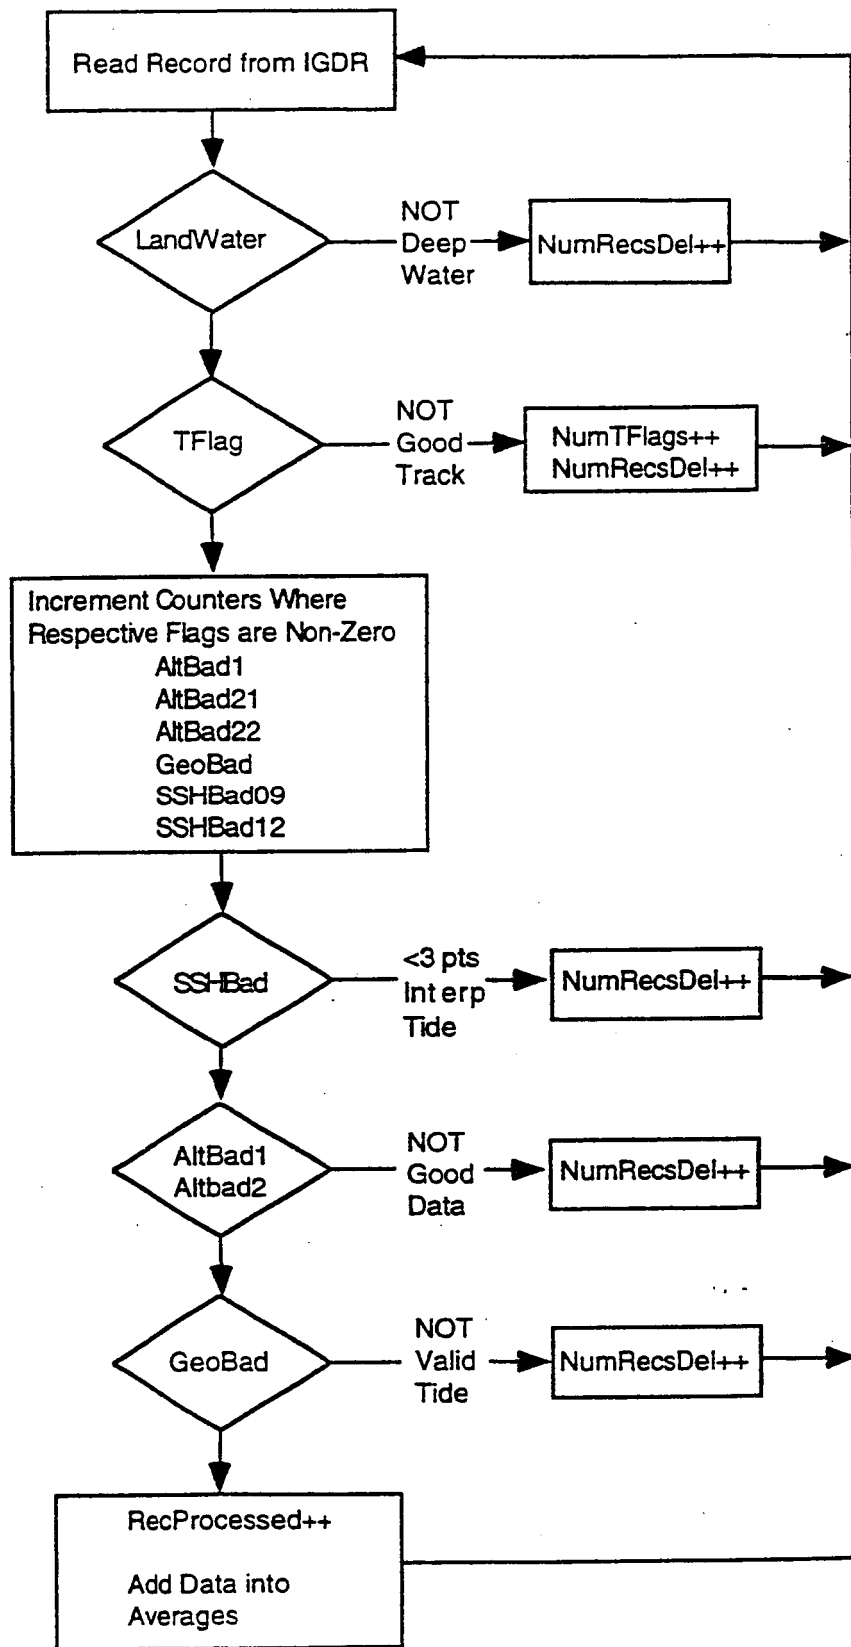 Read Record from IGDR
LandWater
NOT
Deep
Water
NumRecsDel++
TFlag
NOT
Good
Track
NumTFlags++
NumRecsDel++
Increment Counters Where
Respective Flags are Non-Zero
AltBad1
AltBad21
AltBad22
GeoBad
SSHBad09
SSHBad12
SSHBad
<3 pts
Interp
Tide
NumRecsDel++
AltBad1
Altbad2
NOT
Good
Data
NumRecsDel++
GeoBad
NOT
Valid
Tide
NumRecsDel++
RecProcessed++
Add Data into
Averages